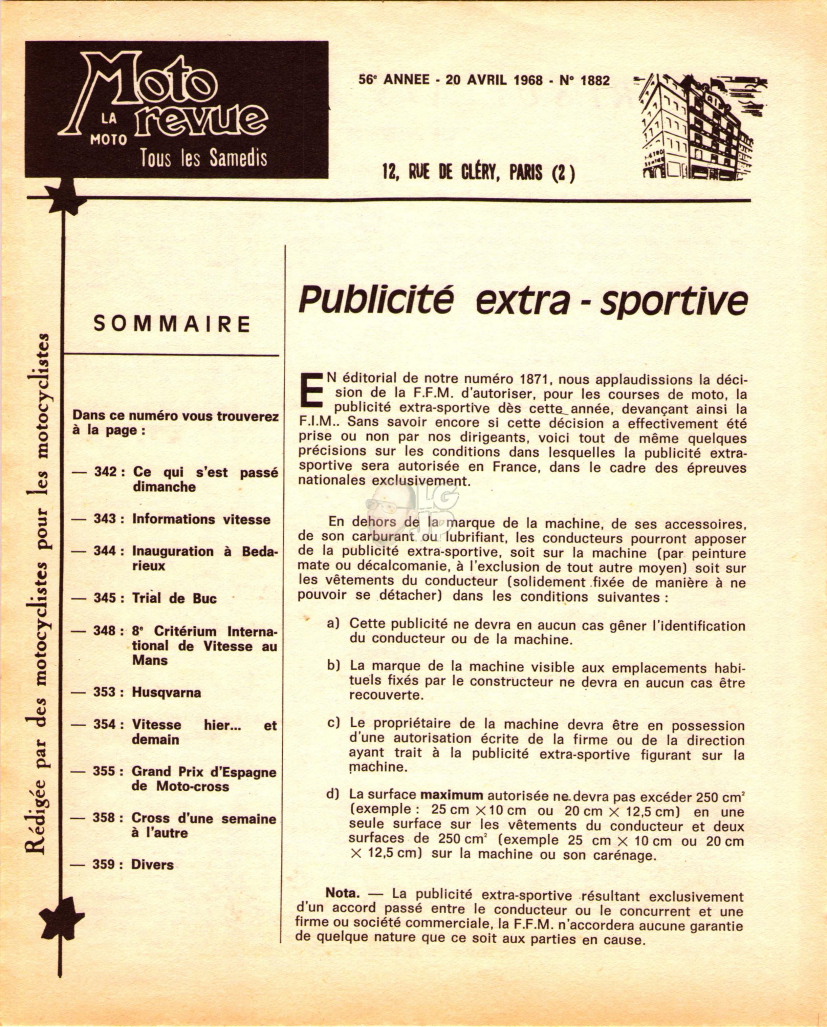 Moto
revue
LA
MOTO
Tous les Samedis
56e ANNEE - 20 AVRIL 1968 - N° 1882
12, RUE DE CLÉRY, PARIS (2)
Rédigée par des motocyclistes pour les motocyclistes
SOMMAIRE
Dans ce numéro vous trouverez
à la page :
— 342 : Ce qui s'est passé
dimanche
— 343 : Informations vitesse
— 344 : Inauguration à Beda-
rieux
— 345 : Trial de Buc
— 348 : 8e Critérium Interna-
tional de Vitesse au
Mans
— 353 : Husqvarna
— 354 : Vitesse hier... et
demain
— 355 : Grand Prix d'Espagne
de Moto-cross
— 358 : Cross d'une semaine
à l'autre
— 359 : Divers
Publicité extra - sportive
EN éditorial de notre numéro 1871, nous applaudissions la déci-
sion de la F.F.M. d'autoriser, pour les courses de moto, la
publicité extra-sportive dès cette année, devançant ainsi la
F.I.M.. Sans savoir encore si cette décision a effectivement été
prise ou non par nos dirigeants, voici tout de même quelques
précisions sur les conditions dans lesquelles la publicité extra-
sportive sera autorisée en France, dans le cadre des épreuves
nationales exclusivement.
En dehors de la marque de la machine, de ses accessoires,
de son carburant ou lubrifiant, les conducteurs pourront apposer
de la publicité extra-sportive, soit sur la machine (par peinture
mate ou décalcomanie, à l'exclusion de tout autre moyen) soit sur
les vêtements du conducteur (solidement fixée de manière à ne
pouvoir se détacher) dans les conditions suivantes :
a) Cette publicité ne devra en aucun cas gêner l'identification
du conducteur ou de la machine.
b) La marque de la machine visible aux emplacements habi-
tuels fixés par le constructeur ne devra en aucun cas être
recouverte.
c) Le propriétaire de la machine devra être en possession
d'une autorisation écrite de la firme ou de la direction
ayant trait à la publicité extra-sportive figurant sur la
machine.
d) La surface maximum autorisée ne devra pas excéder 250 cm²
(exemple : 25 cm × 10 cm ou 20 cm × 12,5 cm) en une
seule surface sur les vêtements du conducteur et deux
surfaces de 250 cm² (exemple 25 cm × 10 cm ou 20 cm
× 12,5 cm) sur la machine ou son carénage.
Nota. — La publicité extra-sportive résultant exclusivement
d'un accord passé entre le conducteur ou le concurrent et une
firme ou société commerciale, la F.F.M. n'accordera aucune garantie
de quelque nature que ce soit aux parties en cause.